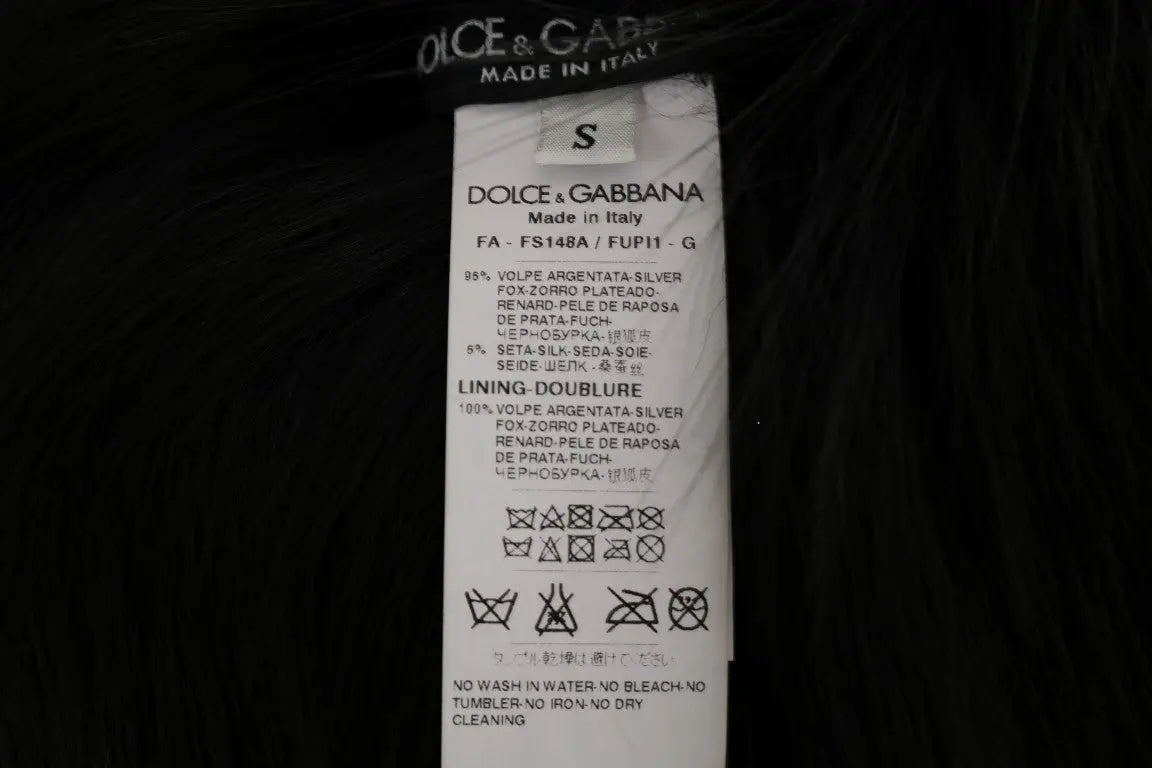 OLCE & GABB
MADE IN ITALY
S
DOLCE & GABBANA
Made in Italy
FA - FS148A / FUPI1 - G
95% VOLPE ARGENTATA-SILVER
FOX-ZORRO PLATEADO-
RENARD-PELE DE RAPOSA
DE PRATA-FUCH-
ЧЕРНОБУРКА-银狐皮
5% SETA-SILK-SEDA-SOIE-
SEIDE-ШЕЛК-桑蚕丝
LINING-DOUBLURE
100% VOLPE ARGENTATA-SILVER
FOX-ZORRO PLATEADO-
RENARD-PELE DE RAPOSA
DE PRATA-FUCH-
ЧЕРНОБУРКА-银狐皮
タンブル乾燥は避けてください
NO WASH IN WATER-NO BLEACH-NO
TUMBLER-NO IRON-NO DRY
CLEANING